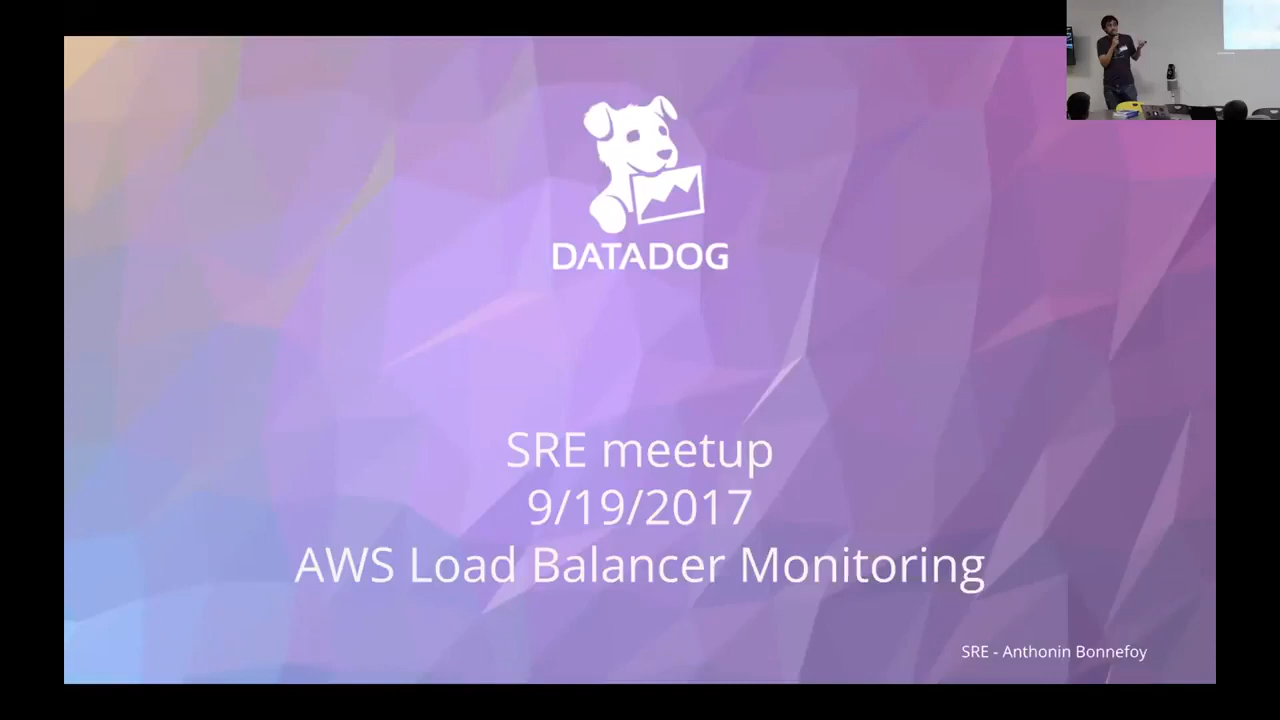 DATADOG
SRE meetup
9/19/2017
AWS Load Balancer Monitoring
SRE - Anthonin Bonnefoy